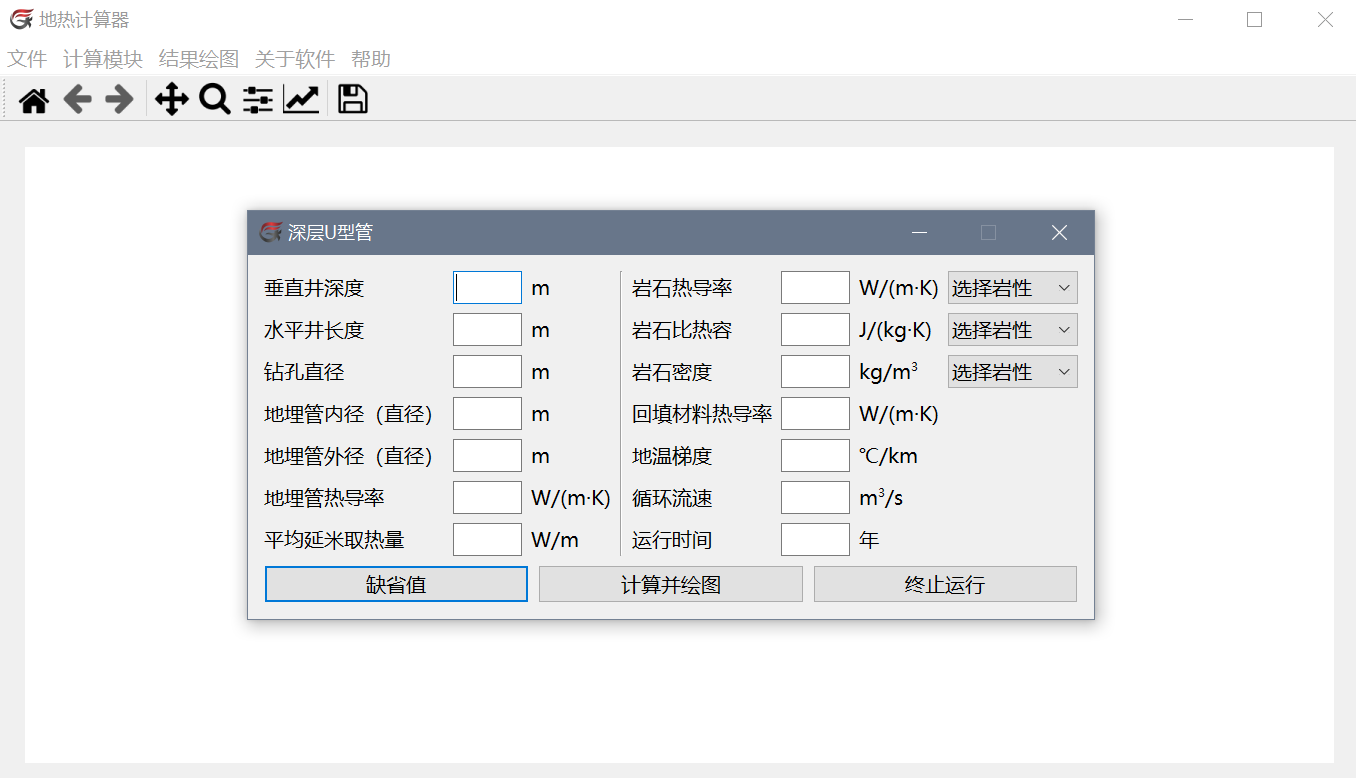 地热计算器
文件 计算模块 结果绘图 关于软件 帮助
深层U型管
垂直井深度 m 岩石热导率 W/(m·K) 选择岩性
水平井长度 m 岩石比热容 J/(kg·K) 选择岩性
钻孔直径 m 岩石密度 kg/m³ 选择岩性
地埋管内径（直径） m 回填材料热导率 W/(m·K)
地埋管外径（直径） m 地温梯度 ℃/km
地埋管热导率 W/(m·K) 循环流速 m³/s
平均延米取热量 W/m 运行时间 年
缺省值 计算并绘图 终止运行